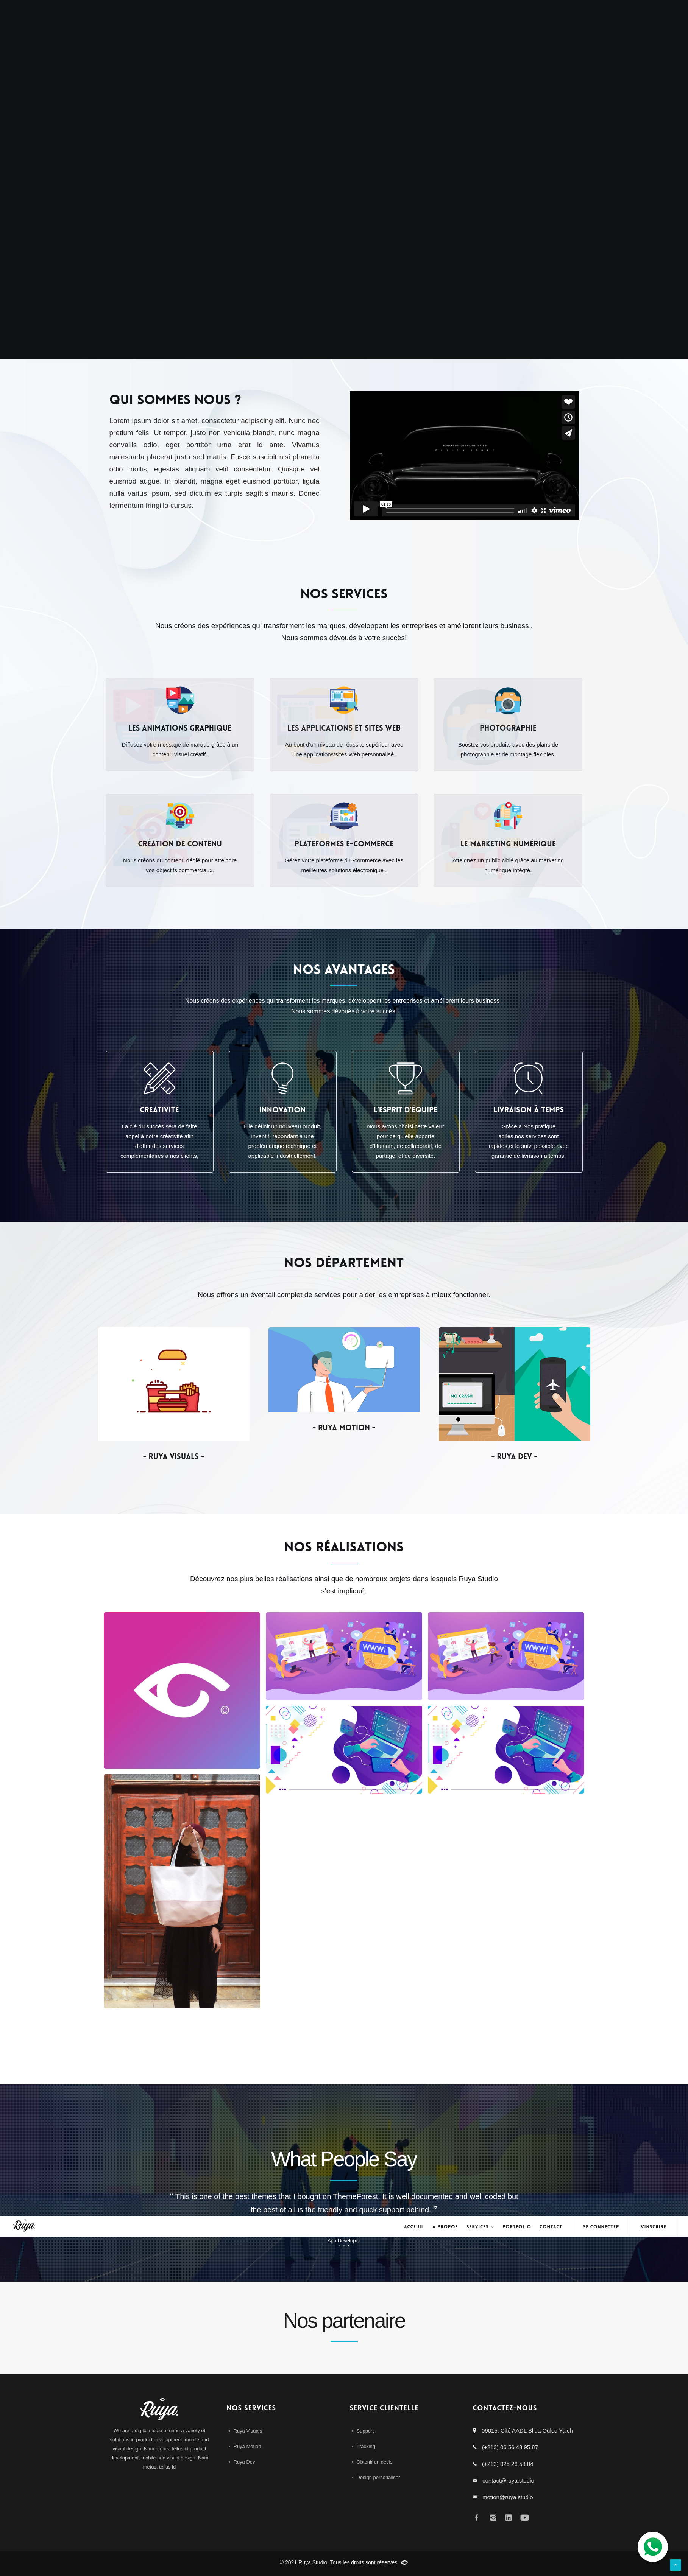 QUI SOMMES NOUS ?
Lorem ipsum dolor sit amet, consectetur adipiscing elit. Nunc nec
pretium felis. Ut tempor, justo non vehicula blandit, nunc magna
convallis odio, eget porttitor urna erat id ante. Vivamus
malesuada placerat justo sed mattis. Fusce suscipit nisi pharetra
odio mollis, egestas aliquam velit consectetur. Quisque vel
euismod augue. In blandit, magna eget euismod porttitor, ligula
nulla varius ipsum, sed dictum ex turpis sagittis mauris. Donec
fermentum fringilla cursus.
DESIGN STORY
vimeo
NOS SERVICES
Nous créons des expériences qui transforment les marques, développent les entreprises et améliorent leurs business .
Nous sommes dévoués à votre succès!
LES ANIMATIONS GRAPHIQUE
Diffusez votre message de marque grâce à un
contenu visuel créatif.
LES APPLICATIONS ET SITES WEB
Au bout d'un niveau de réussite supérieur avec
une applications/sites Web personnalisé.
PHOTOGRAPHIE
Boostez vos produits avec des plans de
photographie et de montage flexibles.
CRÉATION DE CONTENU
Nous créons du contenu dédié pour atteindre
vos objectifs commerciaux.
PLATEFORMES E-COMMERCE
Gérez votre plateforme d'E-commerce avec les
meilleures solutions électronique .
LE MARKETING NUMÉRIQUE
Atteignez un public ciblé grâce au marketing
numérique intégré.
NOS AVANTAGES
Nous créons des expériences qui transforment les marques, développent les entreprises et améliorent leurs business .
Nous sommes dévoués à votre succès!
CREATIVITÉ
La clé du succès sera de faire
appel à notre créativité afin
d'offrir des services
complémentaires à nos clients,
INNOVATION
Elle définit un nouveau produit,
inventif, répondant à une
problématique technique et
applicable industriellement.
L'ESPRIT D'ÉQUIPE
Nous avons choisi cette valeur
pour ce qu'elle apporte
d'Humain, de collaboratif, de
partage, et de diversité.
LIVRAISON À TEMPS
Grâce a Nos pratique
agiles,nos services sont
rapides,et le suivi possible avec
garantie de livraison à temps.
NOS DÉPARTEMENT
Nous offrons un éventail complet de services pour aider les entreprises à mieux fonctionner.
NO CRASH
- RUYA VISUALS -
- RUYA MOTION -
- RUYA DEV -
NOS RÉALISATIONS
Découvrez nos plus belles réalisations ainsi que de nombreux projets dans lesquels Ruya Studio
s'est impliqué.
©
WWW
WWW
What People Say
“ This is one of the best themes that I bought on ThemeForest. It is well documented and well coded but
the best of all is the friendly and quick support behind. ”
Ruya.
ACCEUIL
A PROPOS
SERVICES
PORTFOLIO
CONTACT
SE CONNECTER
S'INSCRIRE
App Developer
Nos partenaire
Ruya.
We are a digital studio offering a variety of
solutions in product development, mobile and
visual design. Nam metus, tellus id product
development, mobile and visual design. Nam
metus, tellus id
NOS SERVICES
Ruya Visuals
Ruya Motion
Ruya Dev
SERVICE CLIENTELLE
Support
Tracking
Obtenir un devis
Design personaliser
CONTACTEZ-NOUS
09015, Cité AADL Blida Ouled Yaich
(+213) 06 56 48 95 87
(+213) 025 26 58 84
contact@ruya.studio
motion@ruya.studio
© 2021 Ruya Studio, Tous les droits sont réservés